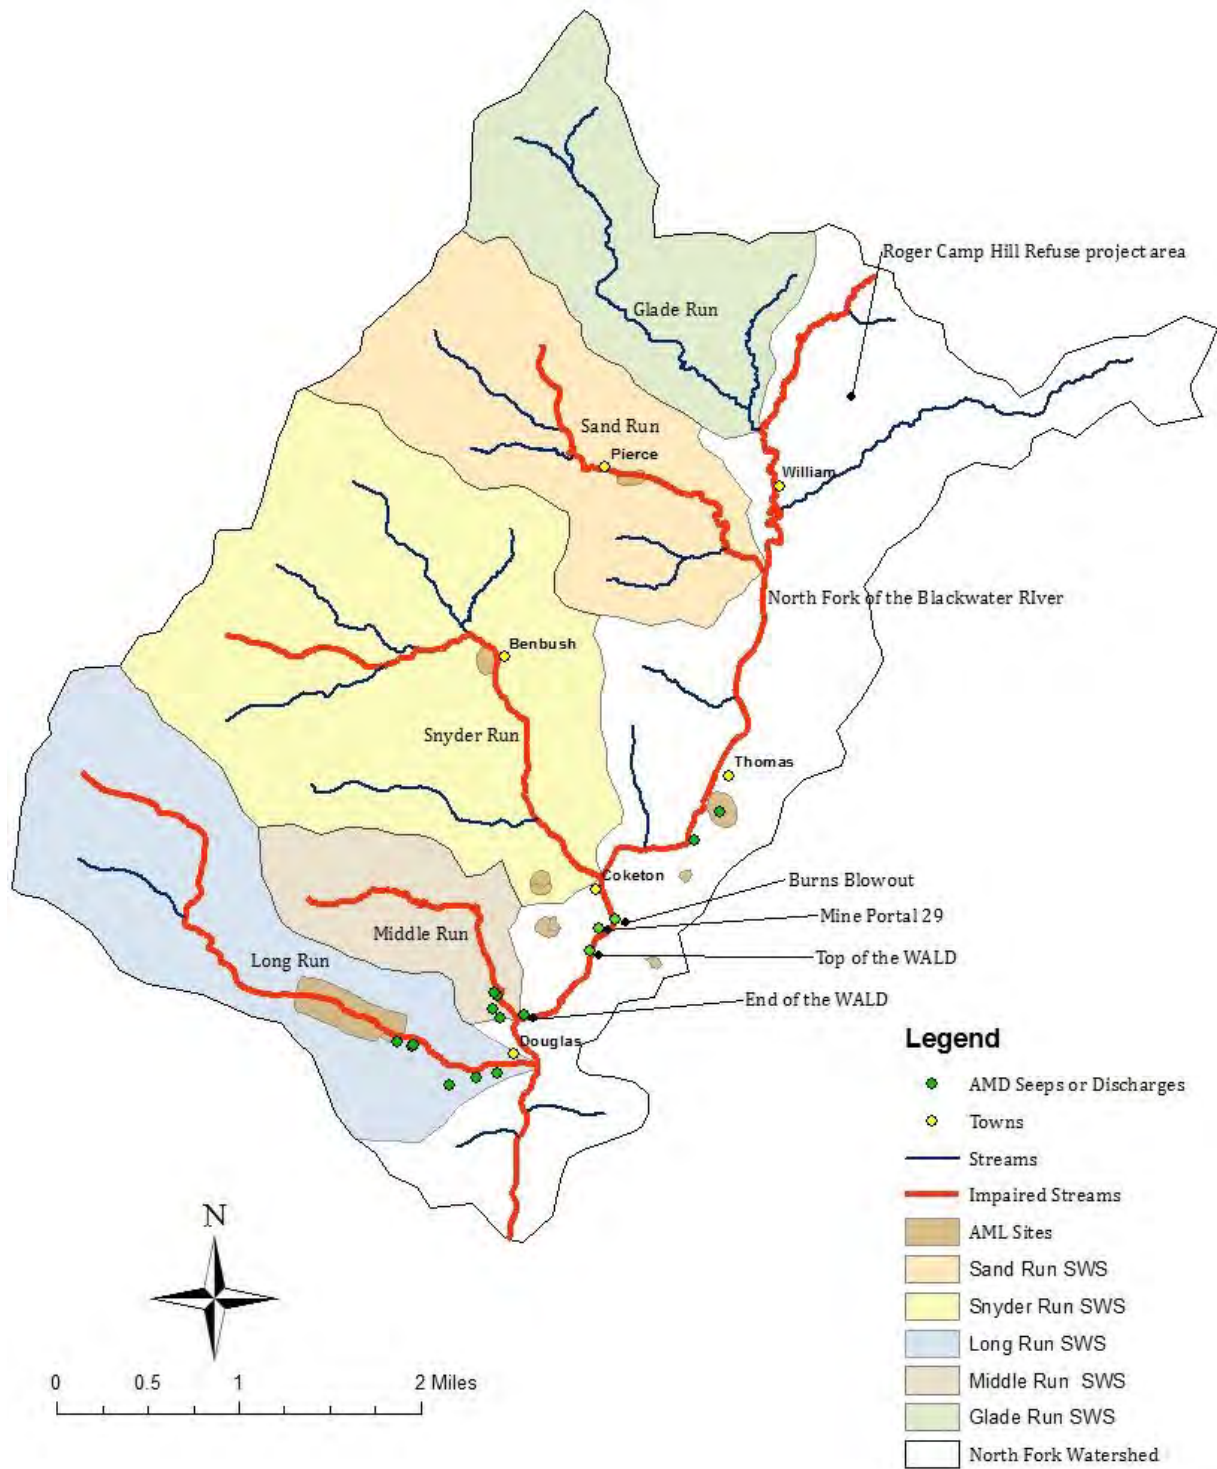 Roger Camp Hill Refuse project area
Glade Run
Sand Run
Pierce
William
North Fork of the Blackwater RIver
Benbush
Snyder Run
Thomas
Coketon
Burns Blowout
Mine Portal 29
Middle Run
Top of the WALD
Long Run
End of the WALD
Douglas
Legend
AMD Seeps or Discharges
Towns
Streams
Impaired Streams
AML Sites
Sand Run SWS
Snyder Run SWS
Long Run SWS
Middle Run SWS
Glade Run SWS
North Fork Watershed
N
0 0.5 1 2 Miles